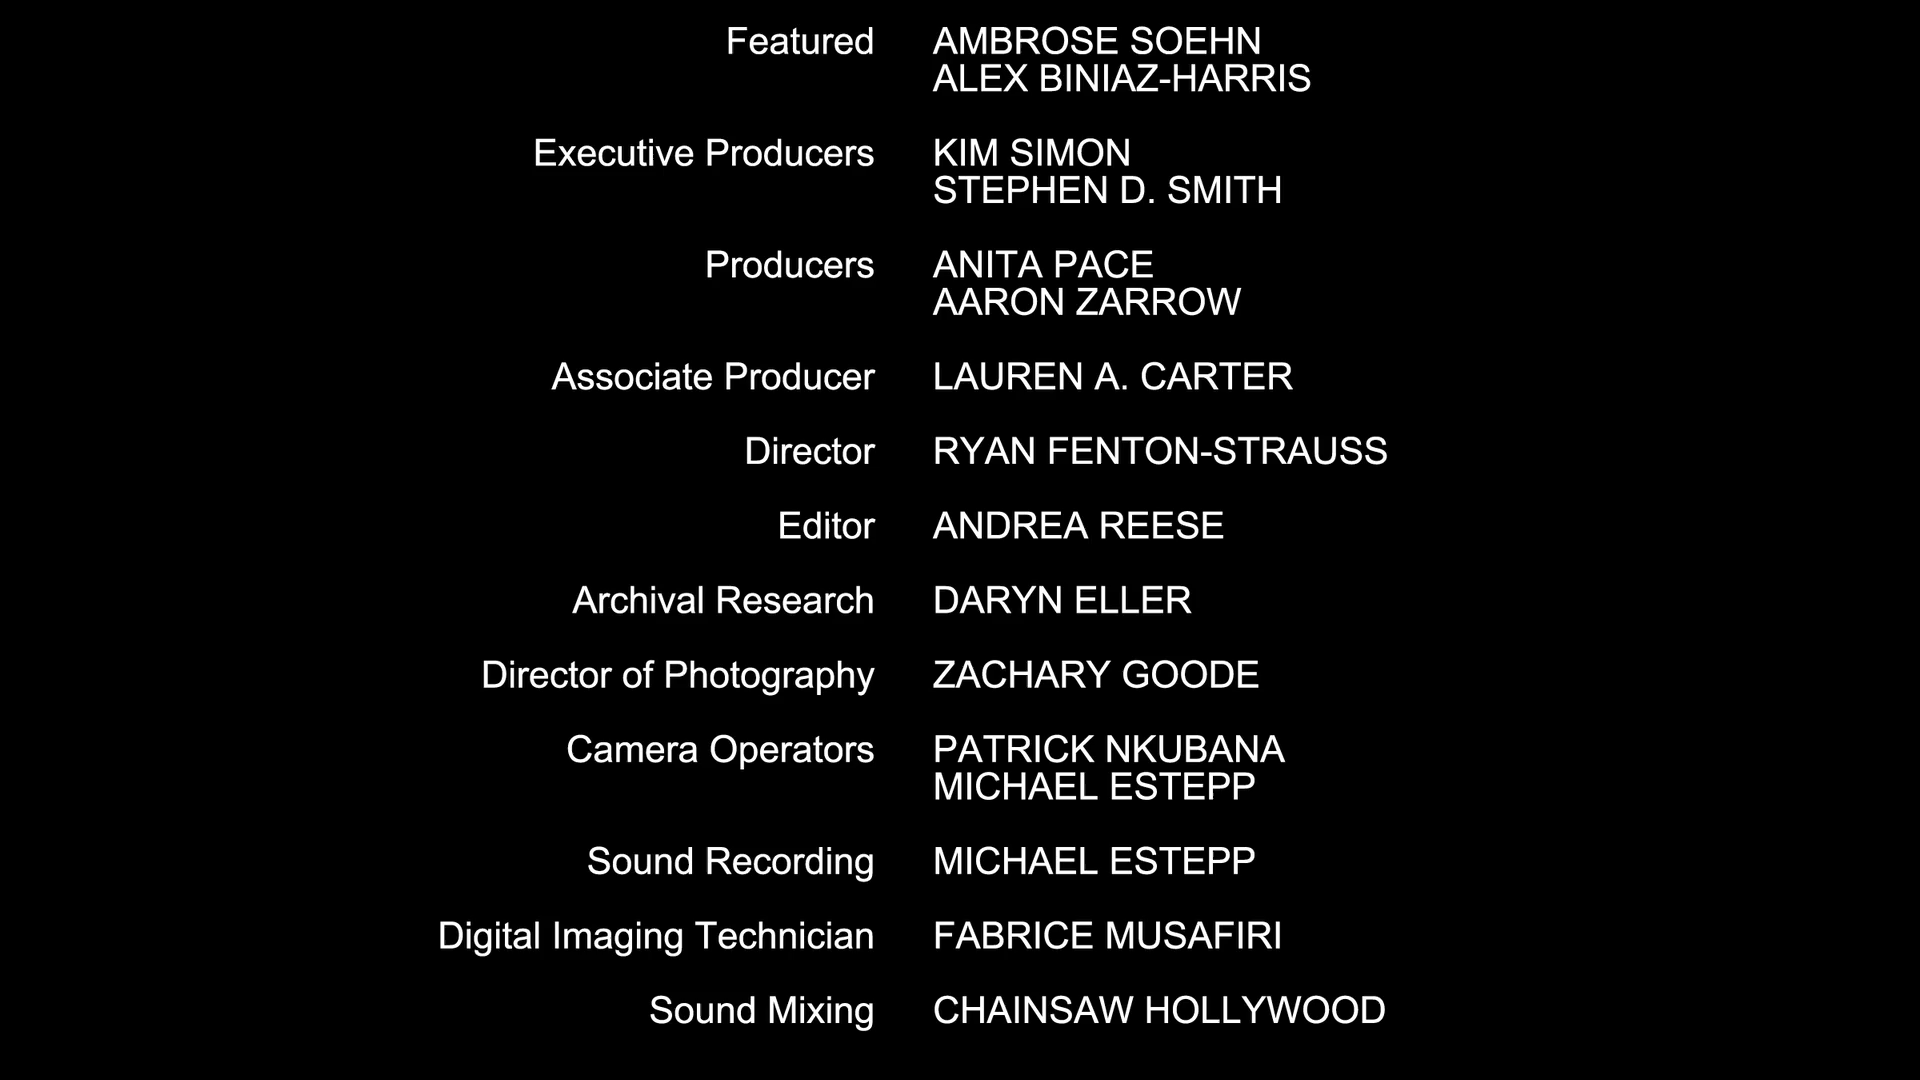 Featured AMBROSE SOEHN
ALEX BINIAZ-HARRIS
Executive Producers KIM SIMON
STEPHEN D. SMITH
Producers ANITA PACE
AARON ZARROW
Associate Producer LAUREN A. CARTER
Director RYAN FENTON-STRAUSS
Editor ANDREA REESE
Archival Research DARYN ELLER
Director of Photography ZACHARY GOODE
Camera Operators PATRICK NKUBANA
MICHAEL ESTEPP
Sound Recording MICHAEL ESTEPP
Digital Imaging Technician FABRICE MUSAFIRI
Sound Mixing CHAINSAW HOLLYWOOD